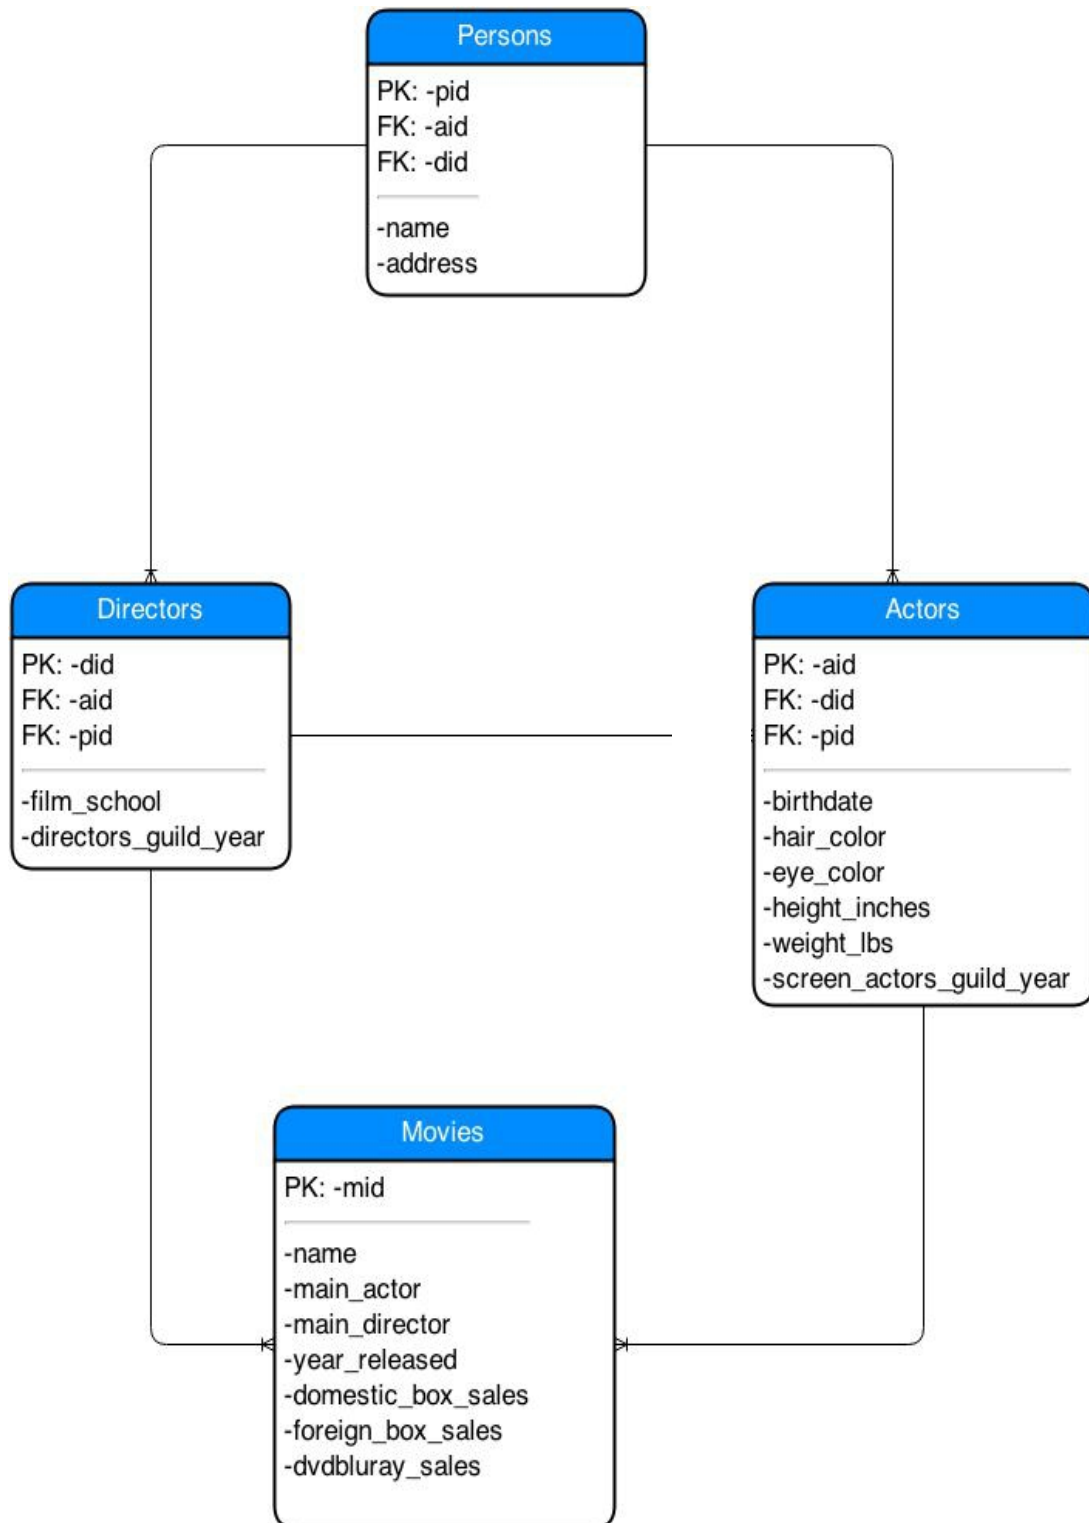 Persons
PK: -pid
FK: -aid
FK: -did
-name
-address
Directors
PK: -did
FK: -aid
FK: -pid
-film_school
-directors_guild_year
Actors
PK: -aid
FK: -did
FK: -pid
-birthdate
-hair_color
-eye_color
-height_inches
-weight_lbs
-screen_actors_guild_year
Movies
PK: -mid
-name
-main_actor
-main_director
-year_released
-domestic_box_sales
-foreign_box_sales
-dvdbluray_sales